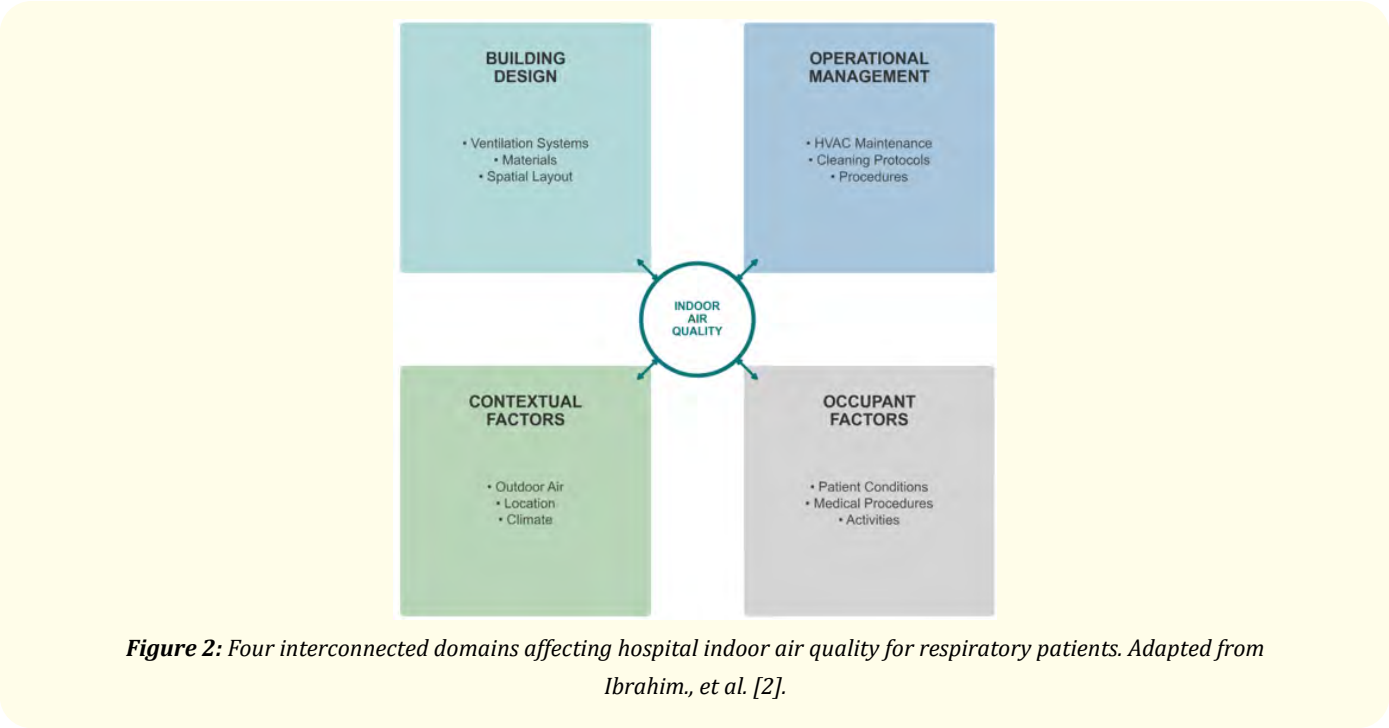 BUILDING
DESIGN
• Ventilation Systems
• Materials
• Spatial Layout
OPERATIONAL
MANAGEMENT
• HVAC Maintenance
• Cleaning Protocols
• Procedures
INDOOR
AIR
QUALITY
CONTEXTUAL
FACTORS
• Outdoor Air
• Location
• Climate
OCCUPANT
FACTORS
• Patient Conditions
• Medical Procedures
• Activities
Figure 2: Four interconnected domains affecting hospital indoor air quality for respiratory patients. Adapted from
Ibrahim., et al. [2].